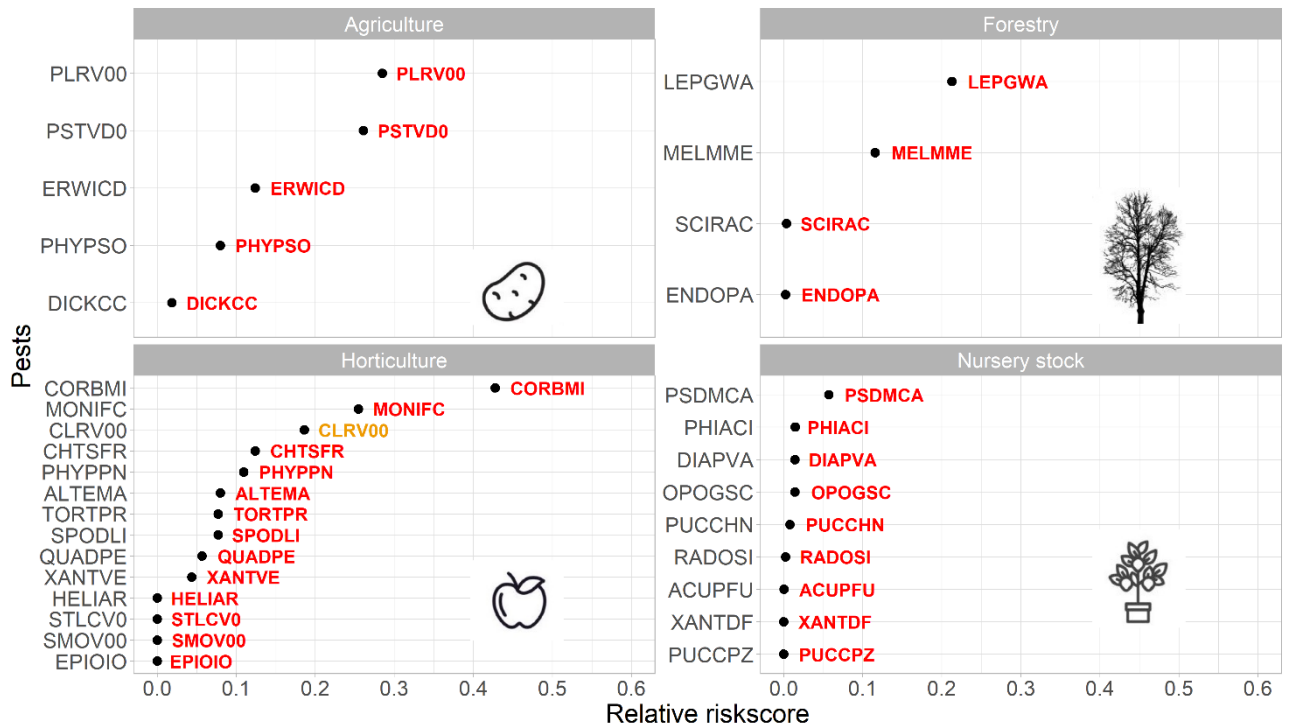 Agriculture
PLRV00 PLRV00
PSTVD0 PSTVD0
ERWICD ERWICD
PHYPSO PHYPSO
DICKCC DICKCC
Forestry
LEPGWA LEPGWA
MELMME MELMME
SCIRAC SCIRAC
ENDOPA ENDOPA
Pests
Horticulture
CORBMI CORBMI
MONIFC MONIFC
CLRV00 CLRV00
CHTSFR CHTSFR
PHYPPN PHYPPN
ALTEMA ALTEMA
TORTPR TORTPR
SPODLI SPODLI
QUADPE QUADPE
XANTVE XANTVE
HELIAR HELIAR
STLCV0 STLCV0
SMOV00 SMOV00
EPIOIO EPIOIO
0.0 0.1 0.2 0.3 0.4 0.5 0.6
Nursery stock
PSDMCA PSDMCA
PHIACI PHIACI
DIAPVA DIAPVA
OPOGSC OPOGSC
PUCCHN PUCCHN
RADOSI RADOSI
ACUPFU ACUPFU
XANTDF XANTDF
PUCCPZ PUCCPZ
0.0 0.1 0.2 0.3 0.4 0.5 0.6
Relative riskscore